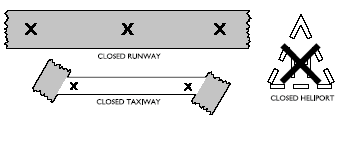 X X X
CLOSED RUNWAY
X X
CLOSED TAXIWAY
X
CLOSED HELIPORT